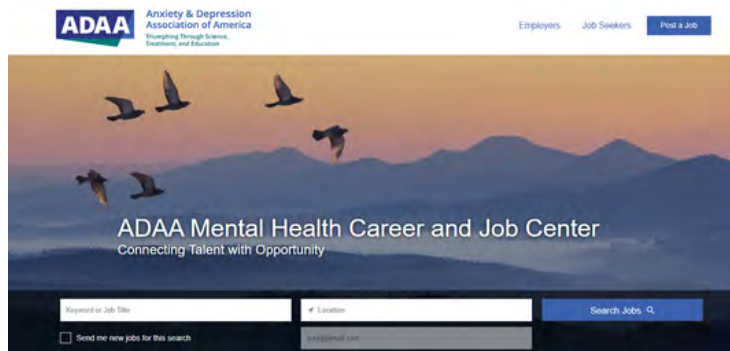 ADAA
Anxiety & Depression
Association of America
Triumphing Through Science,
Treatment, and Education
Employers
Job Seekers
Post a Job
ADAA Mental Health Career and Job Center
Connecting Talent with Opportunity
Keyword or Job Title
Location
Search Jobs
Send me new jobs for this search